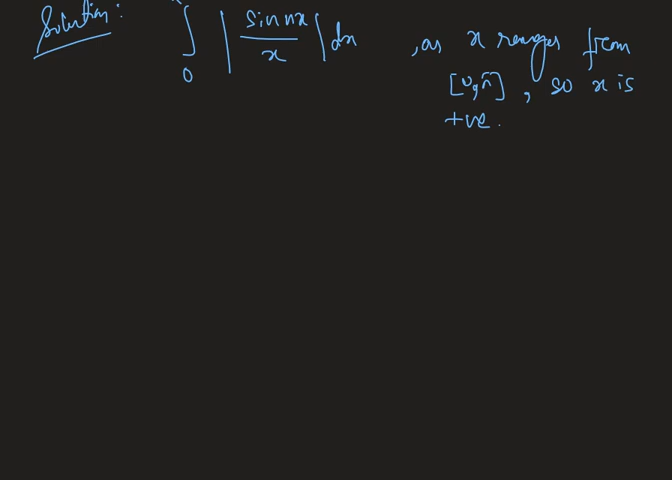 Solution:
∫₀ | sin nx / x | dx , as x ranges from
[0, π] , so x is
+ve.